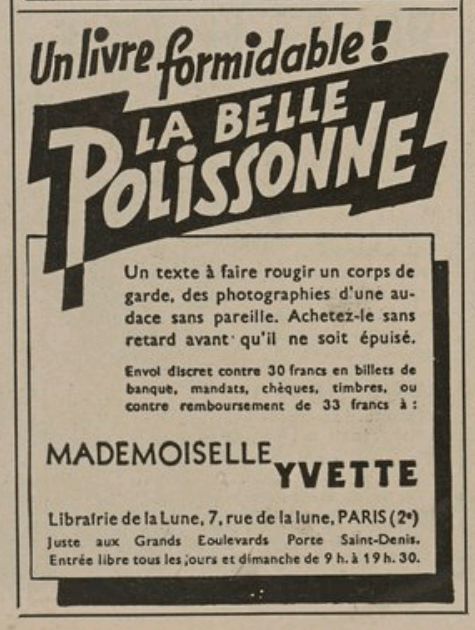 Un livre formidable !
LA BELLE
POLISSONNE
Un texte à faire rougir un corps de
garde, des photographies d'une au-
dace sans pareille. Achetez-le sans
retard avant qu'il ne soit épuisé.
Envoi discret contre 30 francs en billets de
banque, mandats, chèques, timbres, ou
contre remboursement de 33 francs à :
MADEMOISELLE
YVETTE
Librairie de la Lune, 7, rue de la lune, PARIS (2e)
Juste aux Grands Eoulevards Porte Saint-Denis.
Entrée libre tous les jours et dimanche de 9 h. à 19 h. 30.